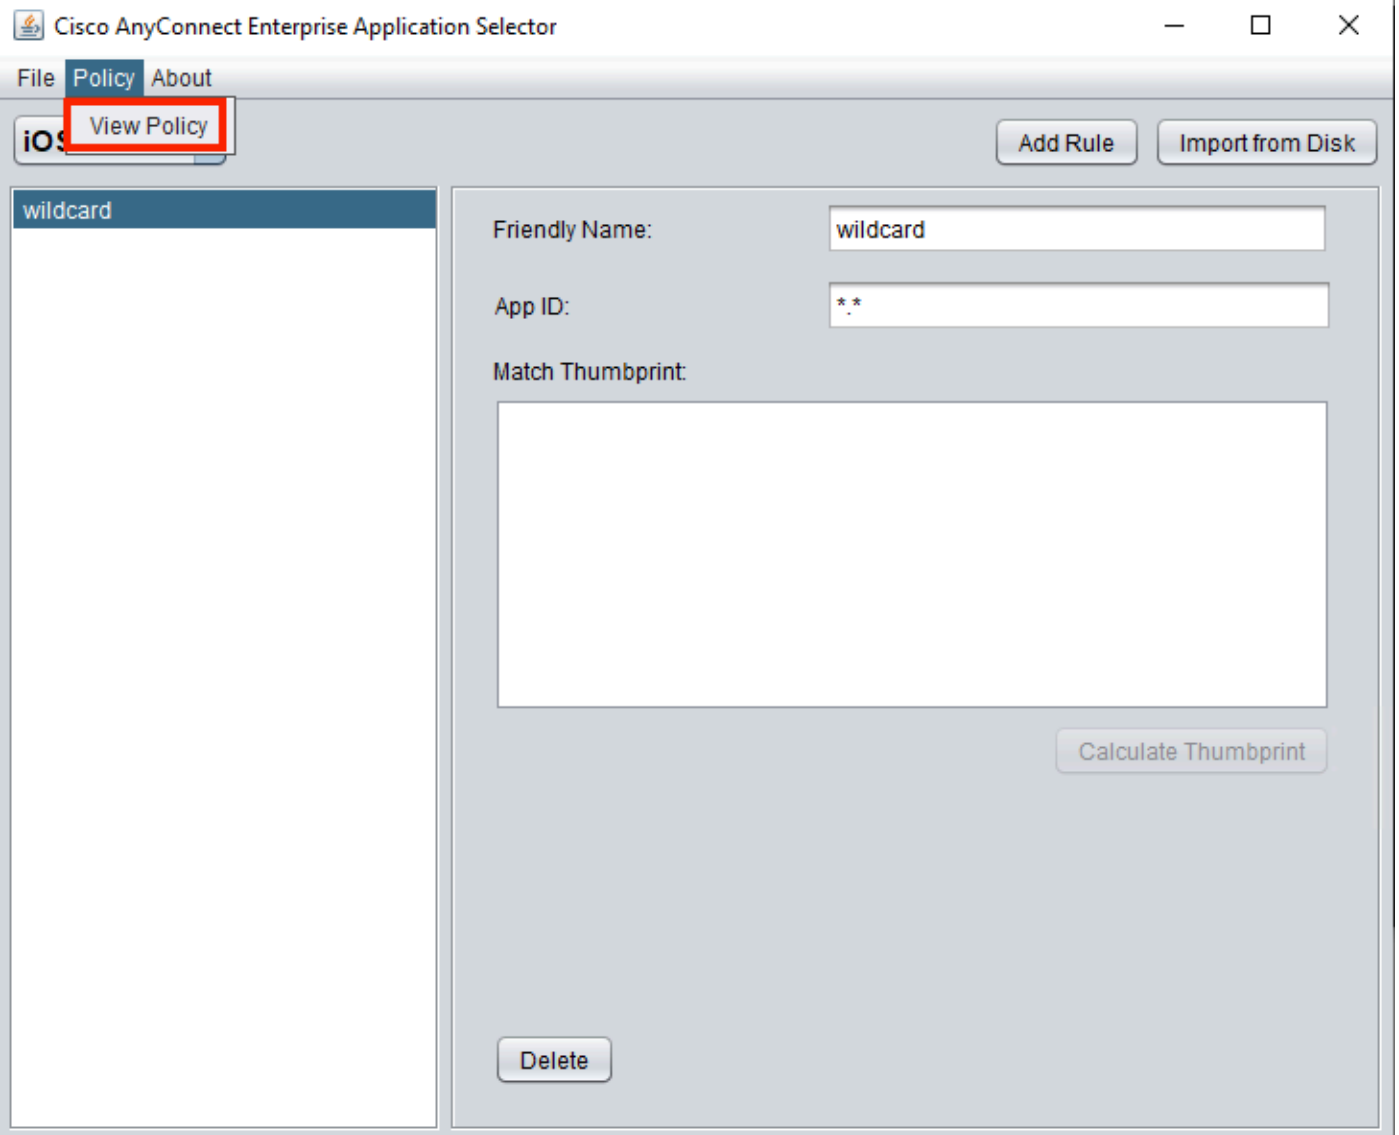 Cisco AnyConnect Enterprise Application Selector
File Policy About
View Policy
iOS
Add Rule Import from Disk
wildcard
Friendly Name: wildcard
App ID: *.*
Match Thumbprint:
Calculate Thumbprint
Delete